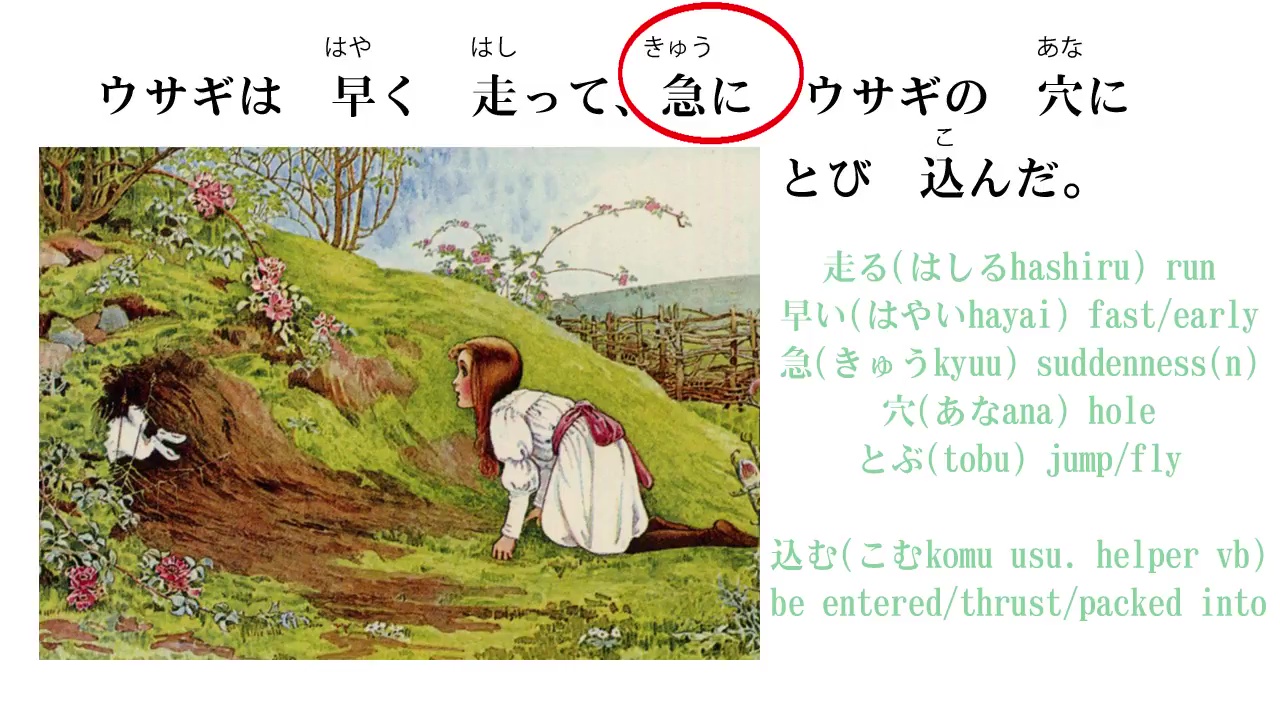 はや はし きゅう あな
ウサギは 早く 走って、急に ウサギの 穴に
こ
とび 込んだ。
走る(はしるhashiru) run
早い(はやいhayai) fast/early
急(きゅうkyuu) suddenness(n)
穴(あなana) hole
とぶ(tobu) jump/fly
込む(こむkomu usu. helper vb)
be entered/thrust/packed into